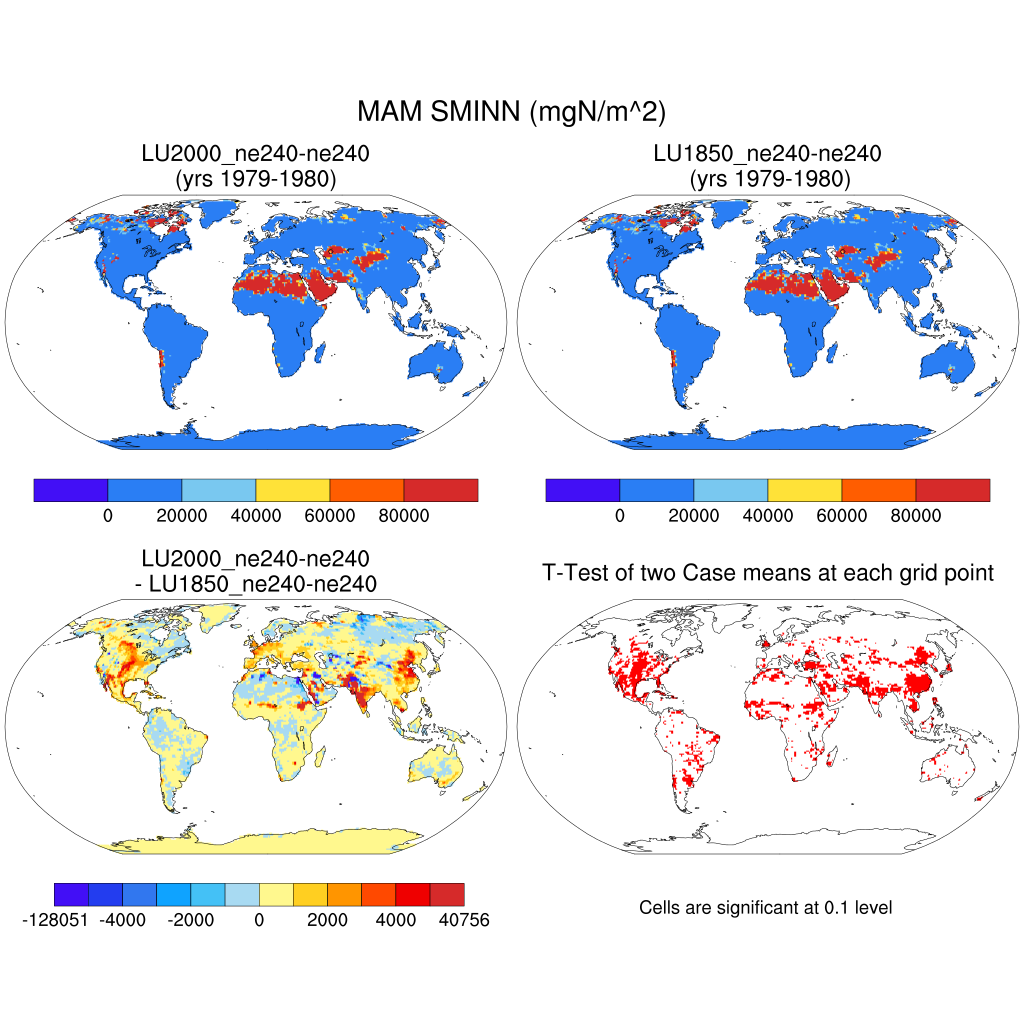 MAM SMINN (mgN/m^2)
LU2000_ne240-ne240
(yrs 1979-1980)
LU1850_ne240-ne240
(yrs 1979-1980)
0 20000 40000 60000 80000
0 20000 40000 60000 80000
LU2000_ne240-ne240
- LU1850_ne240-ne240
T-Test of two Case means at each grid point
-128051 -4000 -2000 0 2000 4000 40756
Cells are significant at 0.1 level